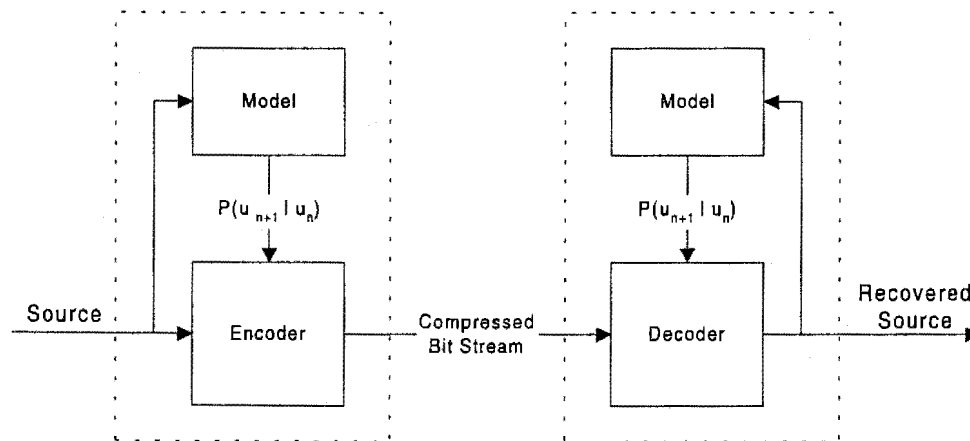 Model
Model
P(u n+1 | u n)
P(u n+1 | u n)
Source
Encoder
Compressed
Bit Stream
Decoder
Recovered
Source